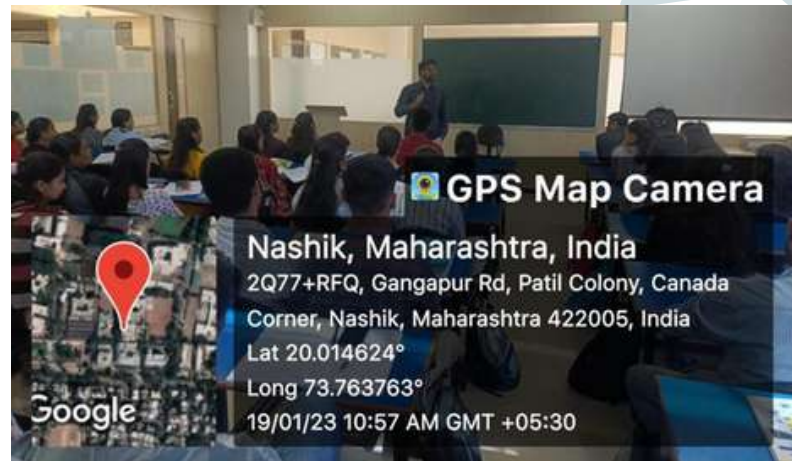 GPS Map Camera
Nashik, Maharashtra, India
2Q77+RFQ, Gangapur Rd, Patil Colony, Canada
Corner, Nashik, Maharashtra 422005, India
Lat 20.014624°
Long 73.763763°
19/01/23 10:57 AM GMT +05:30
Google